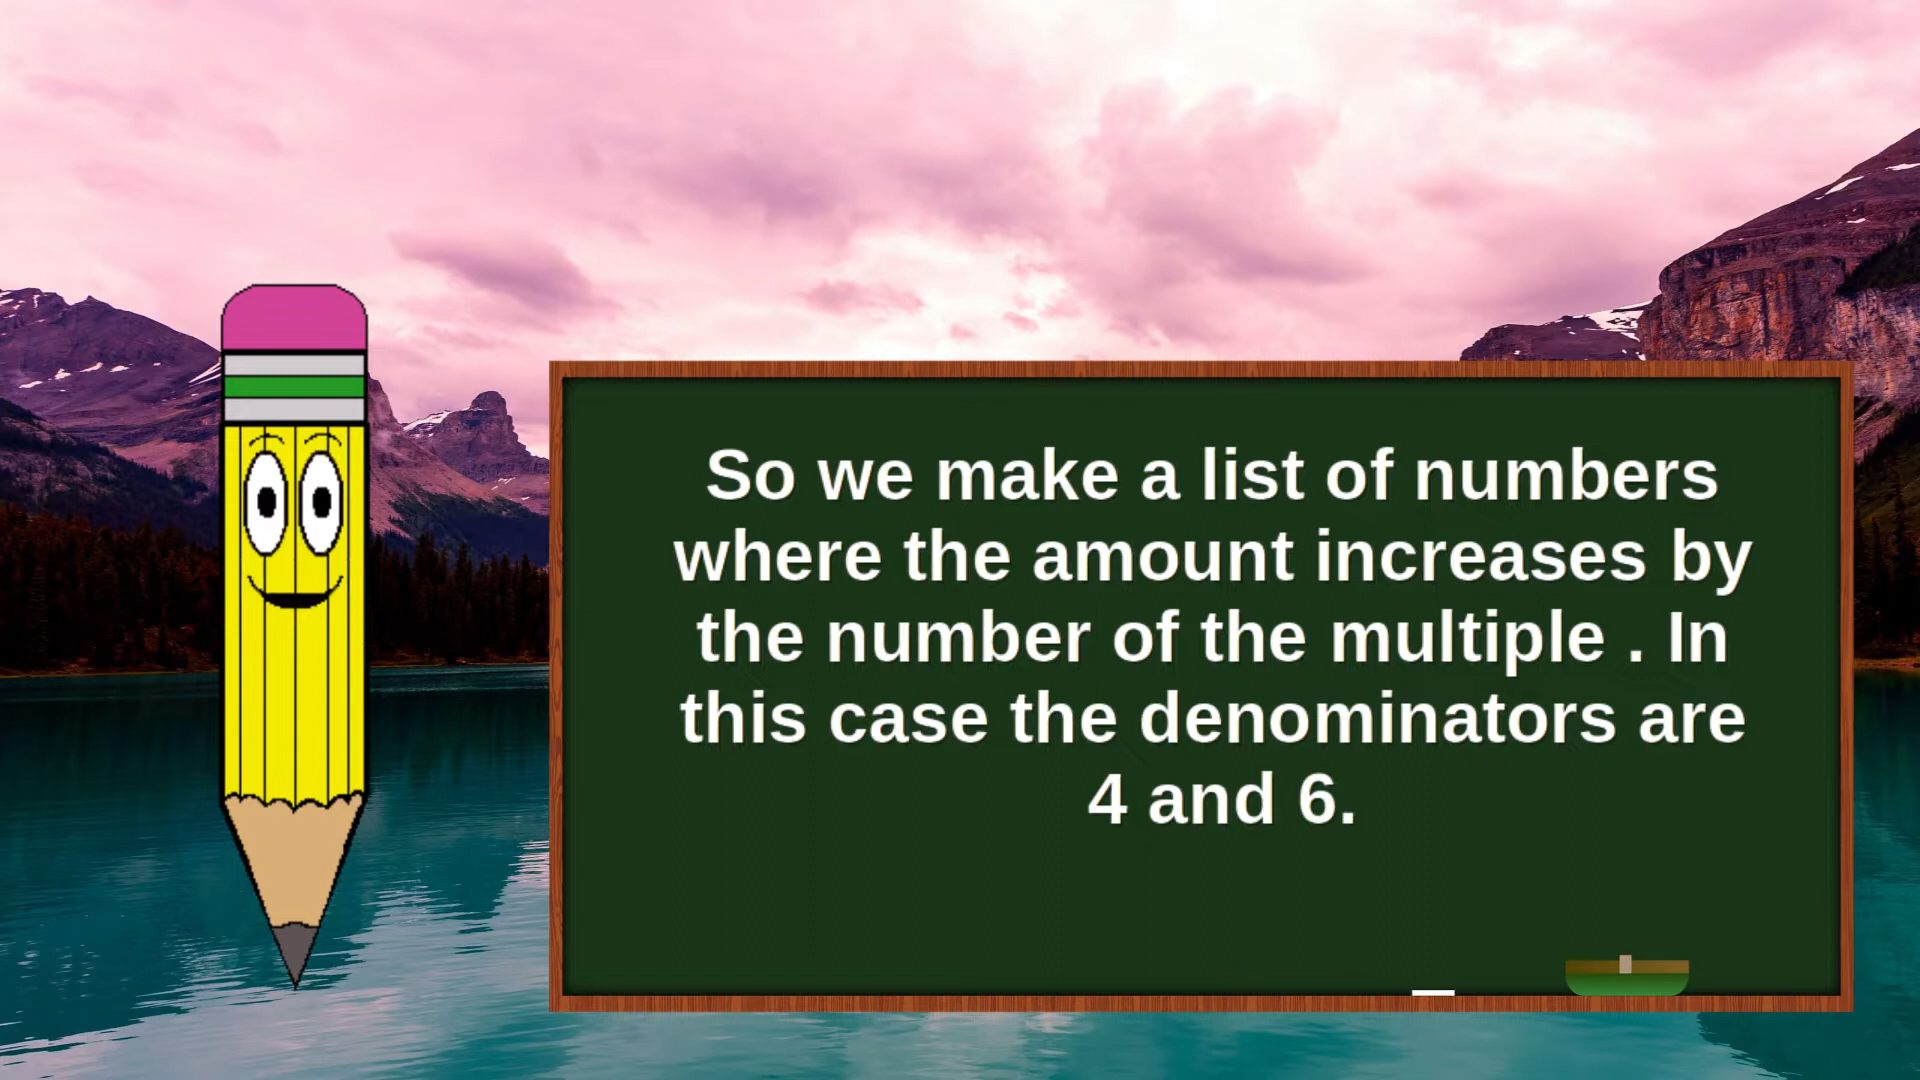 So we make a list of numbers
where the amount increases by
the number of the multiple . In
this case the denominators are
4 and 6.